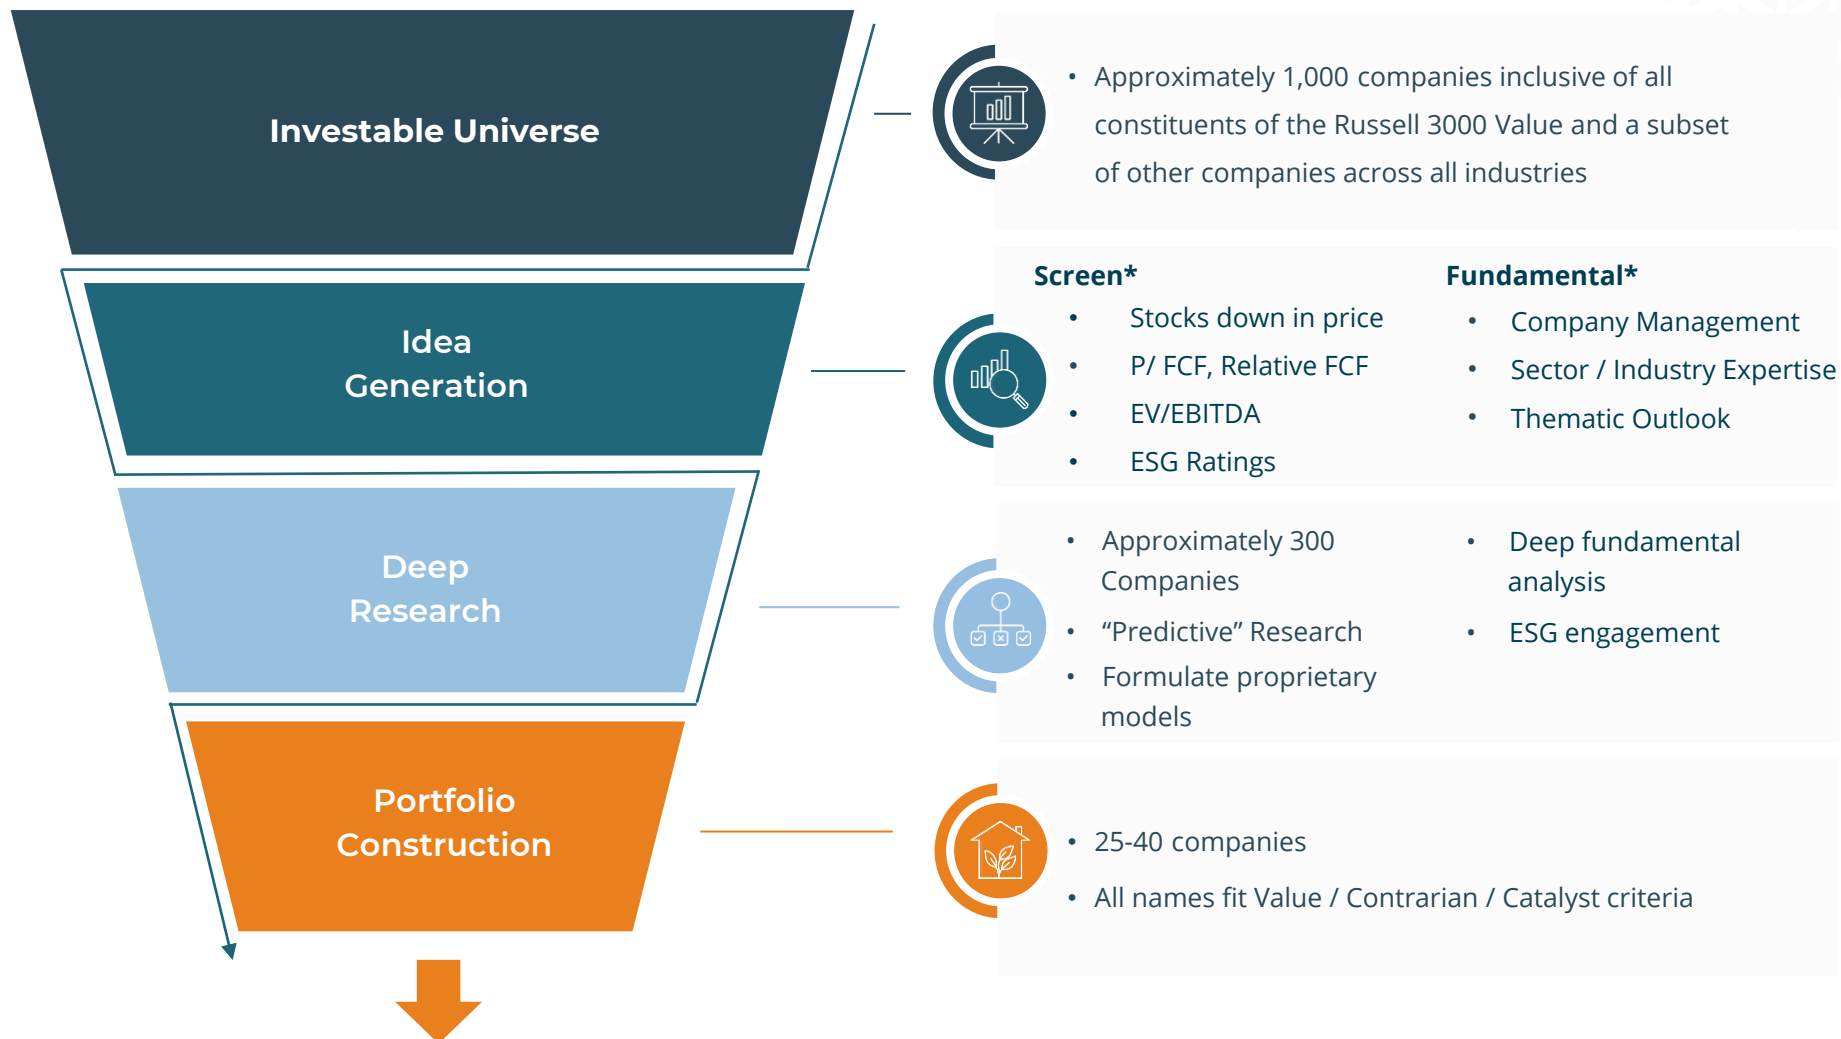 Investable Universe
• Approximately 1,000 companies inclusive of all
constituents of the Russell 3000 Value and a subset
of other companies across all industries
Idea
Generation
Screen*
• Stocks down in price
• P/ FCF, Relative FCF
• EV/EBITDA
• ESG Ratings
Fundamental*
• Company Management
• Sector / Industry Expertise
• Thematic Outlook
Deep
Research
• Approximately 300
Companies
• “Predictive” Research
• Formulate proprietary
models
• Deep fundamental
analysis
• ESG engagement
Portfolio
Construction
• 25-40 companies
• All names fit Value / Contrarian / Catalyst criteria